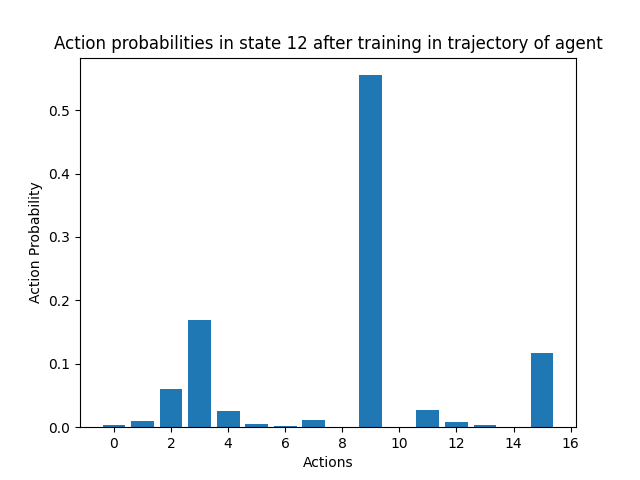 Action probabilities in state 12 after training in trajectory of agent
0.5
0.4
0.3
0.2
0.1
0.0
Action Probability
0 2 4 6 8 10 12 14 16
Actions